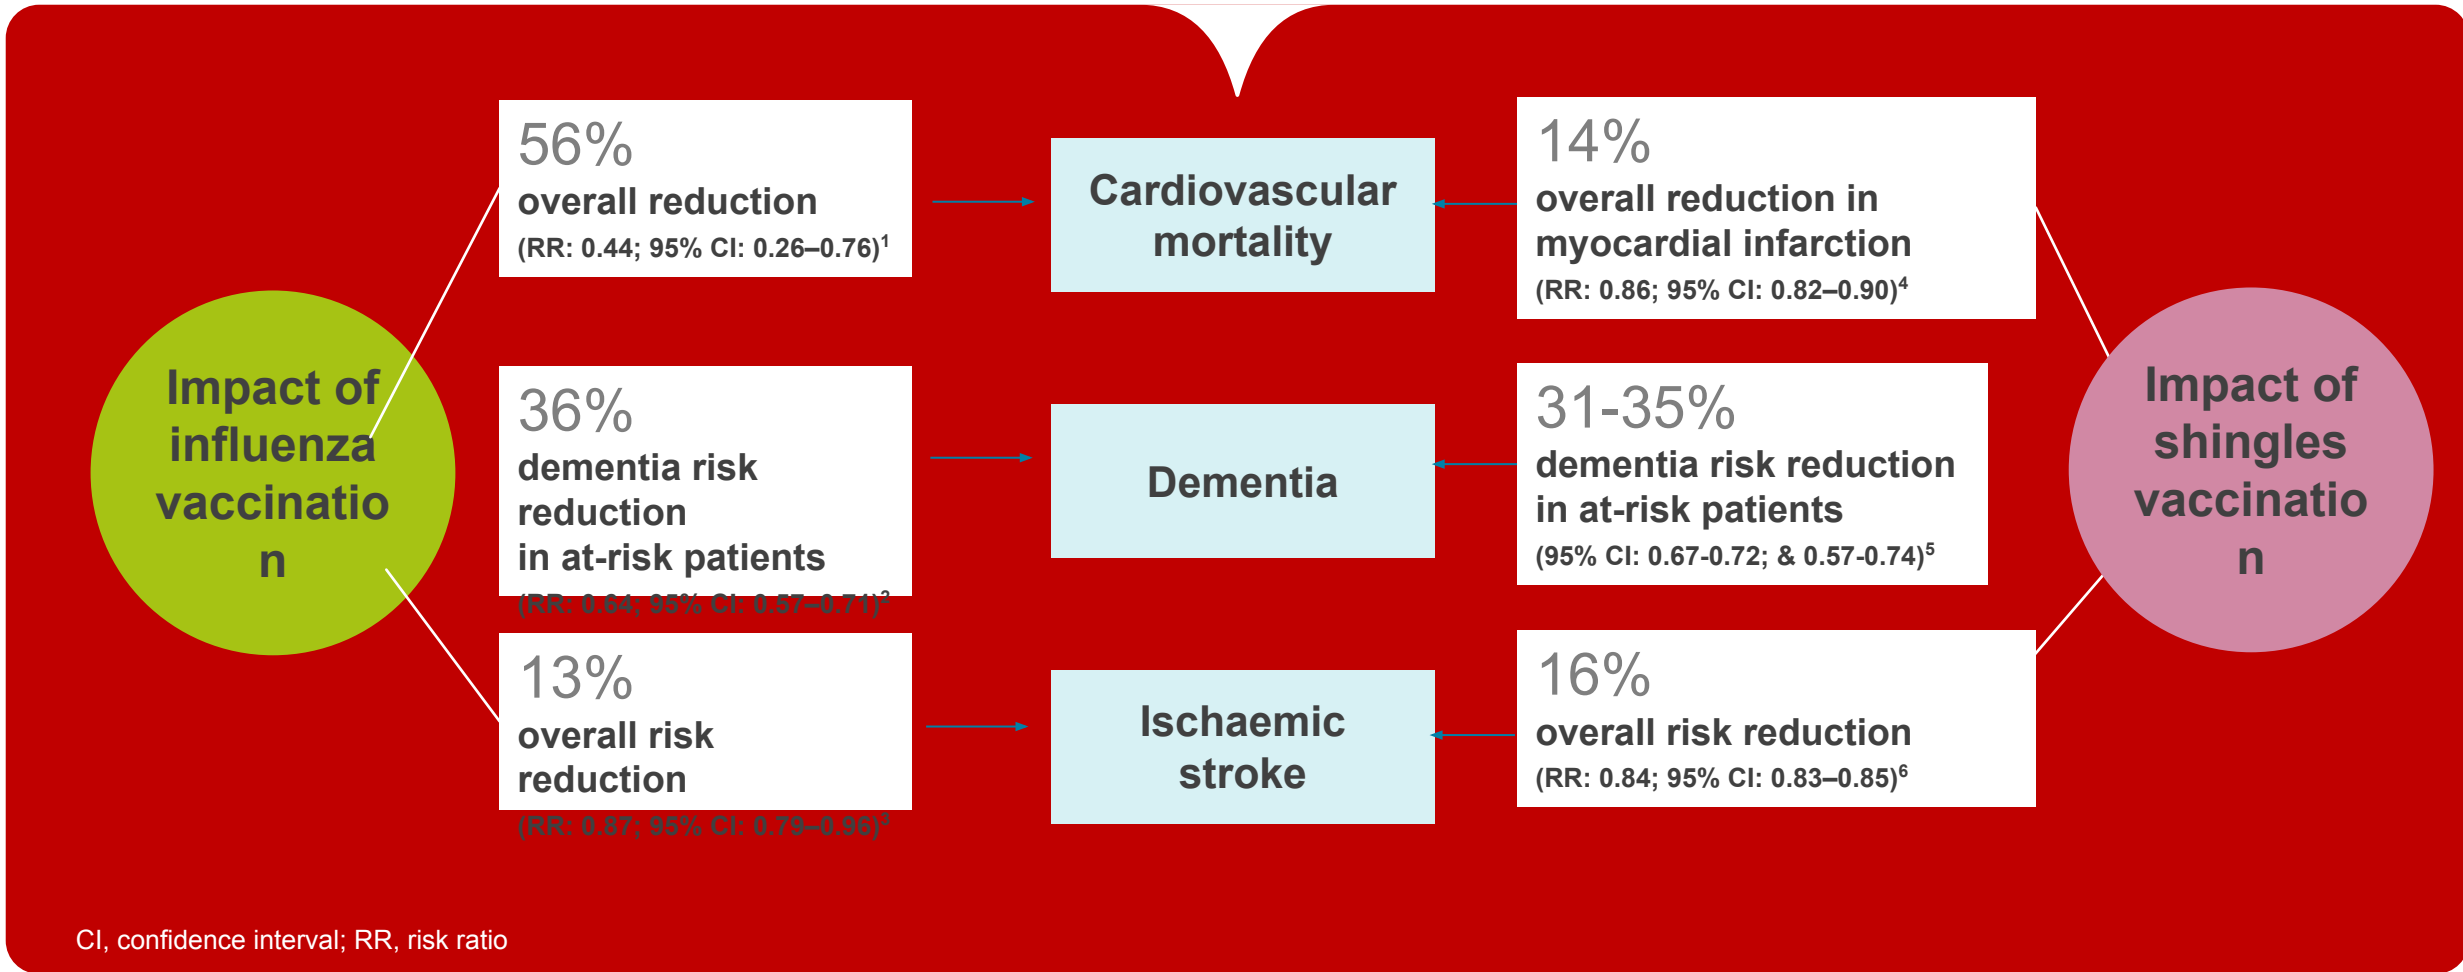 Impact of
influenza
vaccinatio
n
56%
overall reduction
(RR: 0.44; 95% CI: 0.26–0.76)1
36%
dementia risk
reduction
in at-risk patients
(RR: 0.64; 95% CI: 0.57–0.71)2
13%
overall risk
reduction
(RR: 0.87; 95% CI: 0.79–0.96)3
Cardiovascular
mortality
Dementia
Ischaemic
stroke
14%
overall reduction in
myocardial infarction
(RR: 0.86; 95% CI: 0.82–0.90)4
31-35%
dementia risk reduction
in at-risk patients
(95% CI: 0.67-0.72; & 0.57-0.74)5
16%
overall risk reduction
(RR: 0.84; 95% CI: 0.83–0.85)6
Impact of
shingles
vaccinatio
n
CI, confidence interval; RR, risk ratio